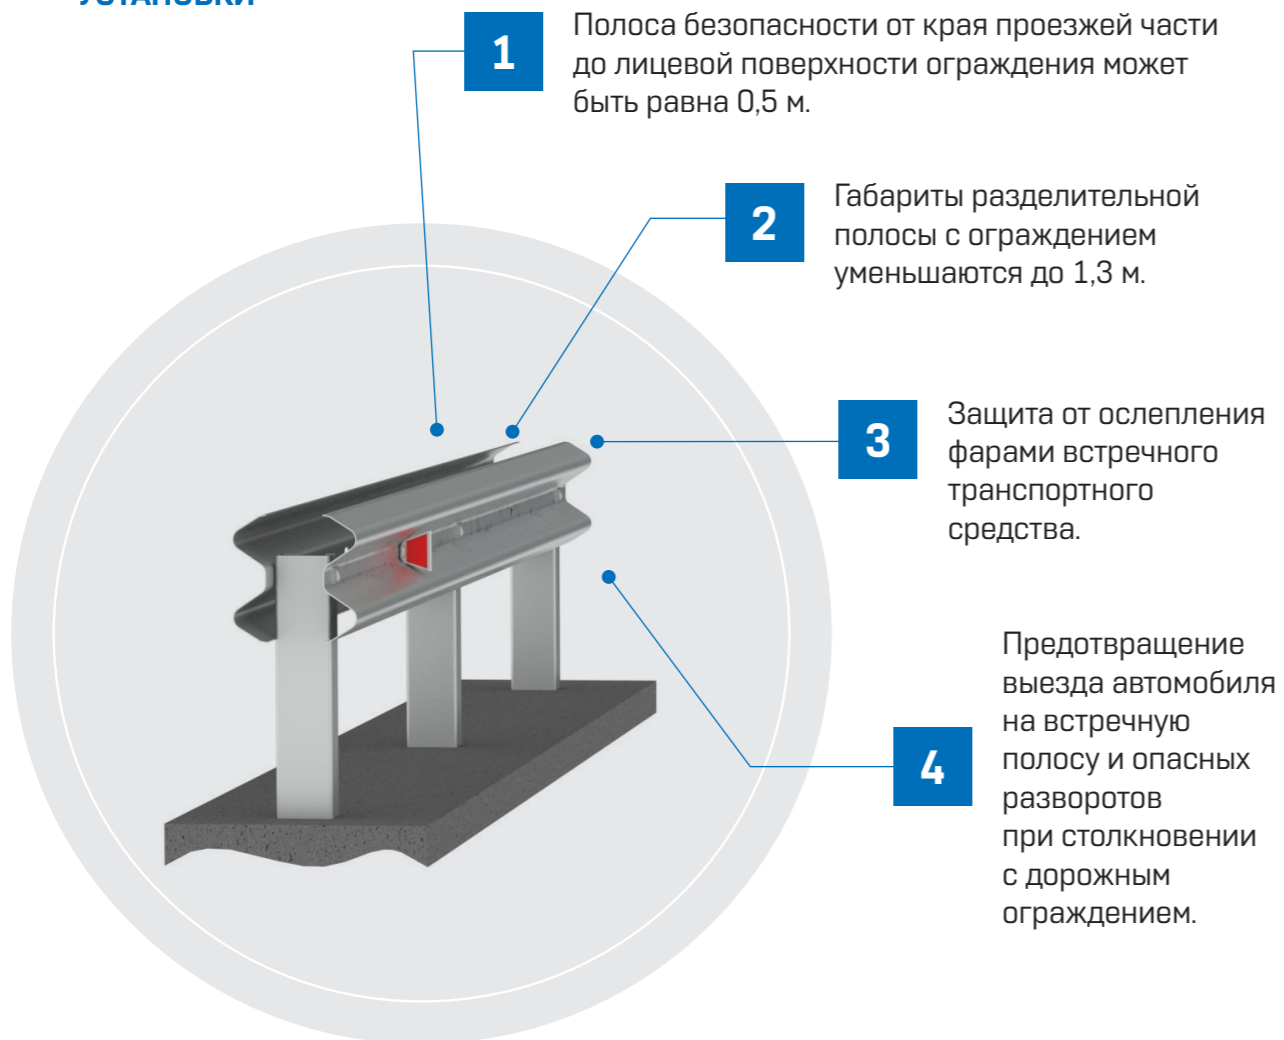 УСТАНОВКИ
1
Полоса безопасности от края проезжей части
до лицевой поверхности ограждения может
быть равна 0,5 м.
2
Габариты разделительной
полосы с ограждением
уменьшаются до 1,3 м.
3
Защита от ослепления
фарами встречного
транспортного
средства.
4
Предотвращение
выезда автомобиля
на встречную
полосу и опасных
разворотов
при столкновении
с дорожным
ограждением.